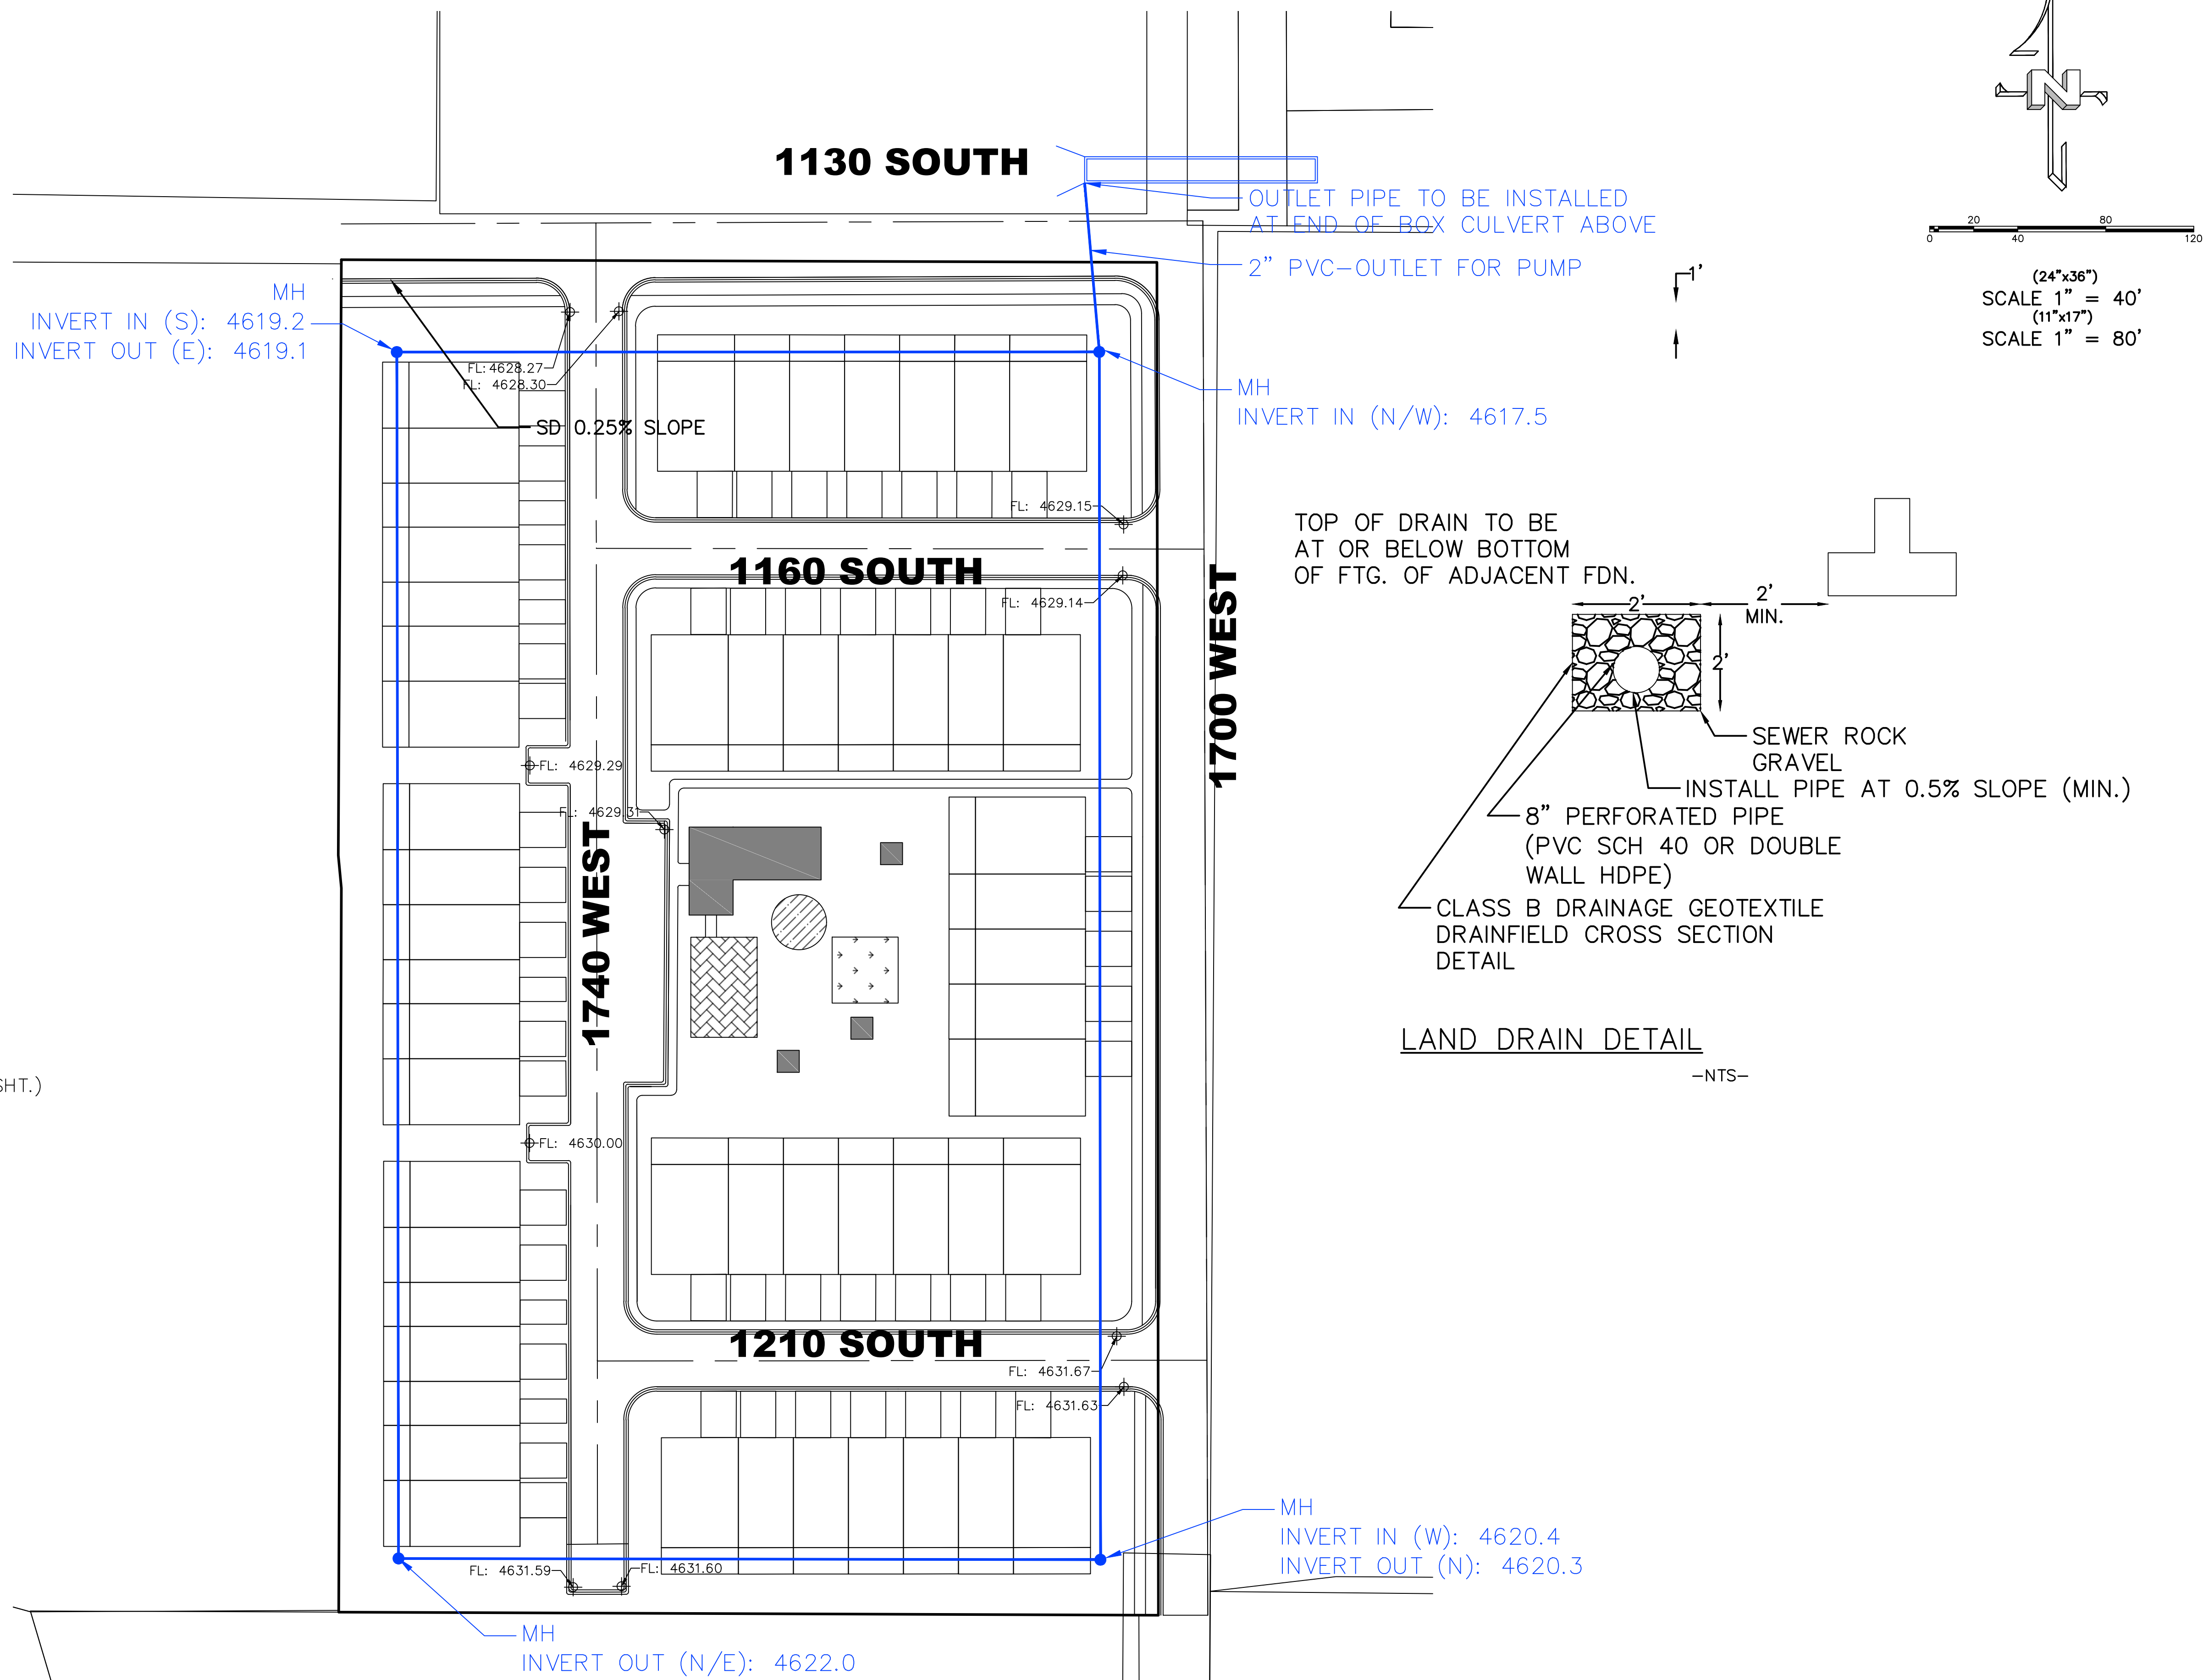 N
20 80
0 40 120
(24"x36")
SCALE 1" = 40'
(11"x17")
SCALE 1" = 80'
1130 SOUTH
OUTLET PIPE TO BE INSTALLED
AT END OF BOX CULVERT ABOVE
2" PVC-OUTLET FOR PUMP
1'
MH
INVERT IN (S): 4619.2
INVERT OUT (E): 4619.1
FL: 4628.27
FL: 4628.30
SD 0.25% SLOPE
MH
INVERT IN (N/W): 4617.5
FL: 4629.15
1160 SOUTH
FL: 4629.14
1700 WEST
TOP OF DRAIN TO BE
AT OR BELOW BOTTOM
OF FTG. OF ADJACENT FDN.
2'
2'
MIN.
2'
SEWER ROCK
GRAVEL
INSTALL PIPE AT 0.5% SLOPE (MIN.)
8" PERFORATED PIPE
(PVC SCH 40 OR DOUBLE
WALL HDPE)
CLASS B DRAINAGE GEOTEXTILE
DRAINFIELD CROSS SECTION
DETAIL
LAND DRAIN DETAIL
-NTS-
FL: 4629.29
FL: 4629.31
1740 WEST
SHT.)
FL: 4630.00
1210 SOUTH
FL: 4631.67
FL: 4631.63
MH
INVERT IN (W): 4620.4
INVERT OUT (N): 4620.3
FL: 4631.59
FL: 4631.60
MH
INVERT OUT (N/E): 4622.0